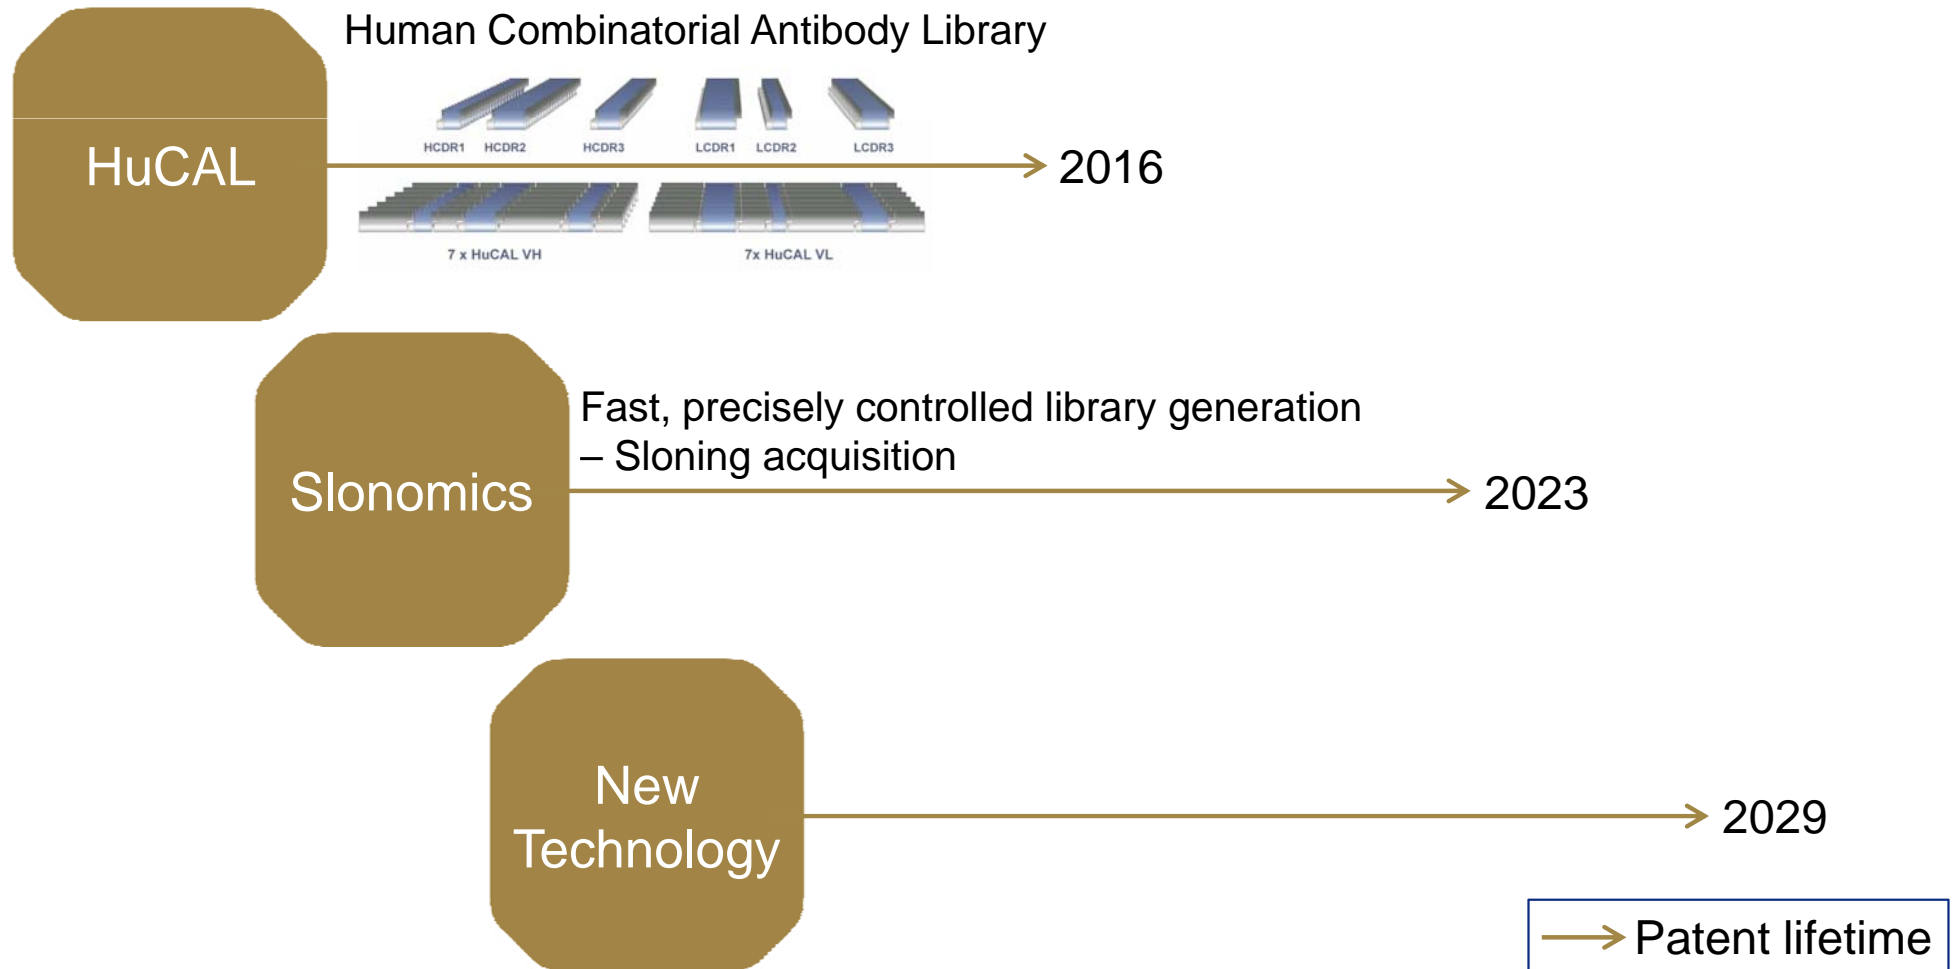 Human Combinatorial Antibody Library
HCDR1 HCDR2 HCDR3 LCDR1 LCDR2 LCDR3
HuCAL
2016
7 x HuCAL VH 7x HuCAL VL
Fast, precisely controlled library generation
– Sloning acquisition
Slonomics
2023
New
Technology
2029
Patent lifetime